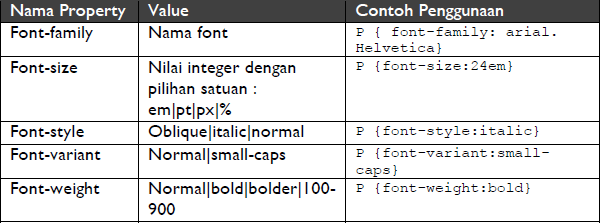 Nama Property Value Contoh Penggunaan
Font-family Nama font P { font-family: arial.
Helvetica}
Font-size Nilai integer dengan P {font-size:24em}
pilihan satuan :
em|pt|px|%
Font-style Oblique|italic|normal P {font-style:italic}
Font-variant Normal|small-caps P {font-variant:small-
caps}
Font-weight Normal|bold|bolder|100- P {font-weight:bold}
900